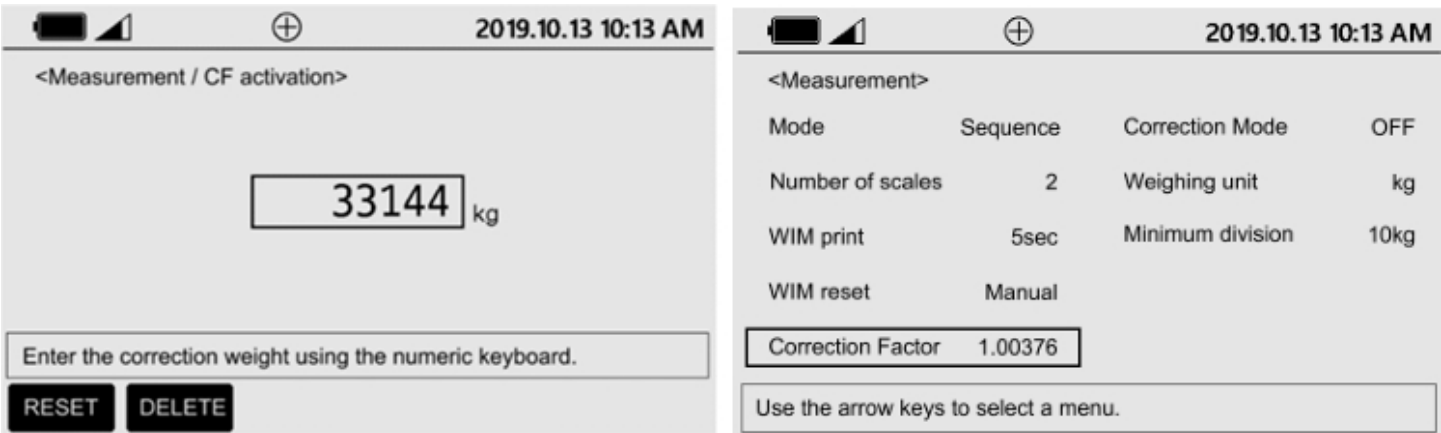 2019.10.13 10:13 AM
<Measurement / CF activation>
33144 kg
Enter the correction weight using the numeric keyboard.
RESET DELETE
2019.10.13 10:13 AM
<Measurement>
Mode Sequence Correction Mode OFF
Number of scales 2 Weighing unit kg
WIM print 5sec Minimum division 10kg
WIM reset Manual
Correction Factor 1.00376
Use the arrow keys to select a menu.